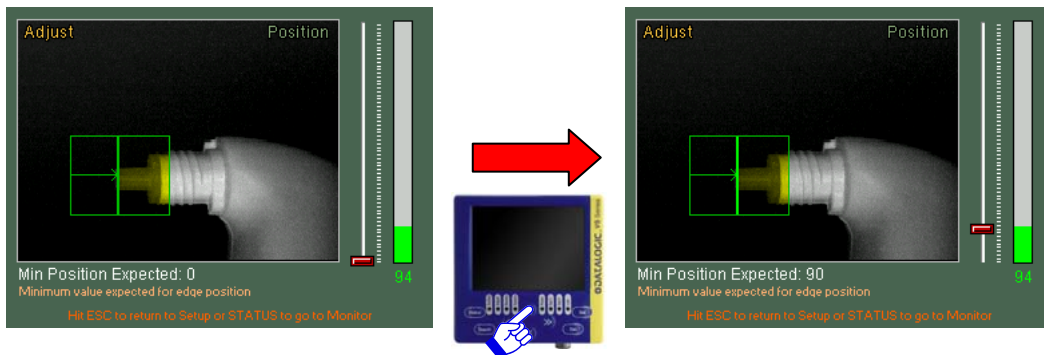 Adjust Position
94
Min Position Expected: 0
Minimum value expected for edge position
Hit ESC to return to Setup or STATUS to go to Monitor
DATALOGIC
Adjust Position
94
Min Position Expected: 90
Minimum value expected for edge position
Hit ESC to return to Setup or STATUS to go to Monitor